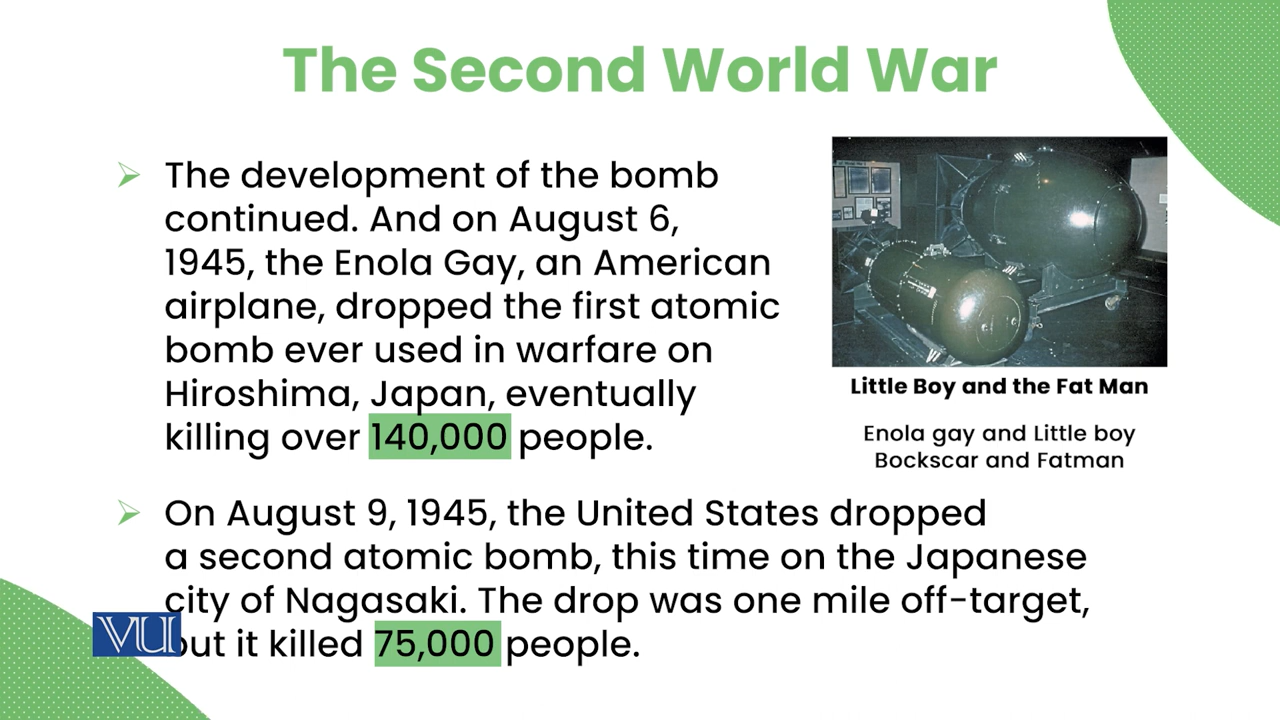 The Second World War
The development of the bomb
continued. And on August 6,
1945, the Enola Gay, an American
airplane, dropped the first atomic
bomb ever used in warfare on
Hiroshima, Japan, eventually
killing over 140,000 people.
Little Boy and the Fat Man
Enola gay and Little boy
Bockscar and Fatman
On August 9, 1945, the United States dropped
a second atomic bomb, this time on the Japanese
city of Nagasaki. The drop was one mile off-target,
but it killed 75,000 people.
VU